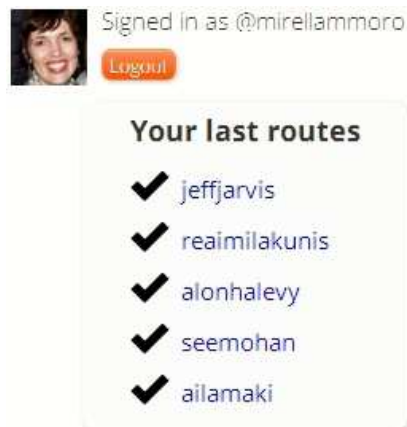 Signed in as @mirellammoro
Logout
Your last routes
jeffjarvis
reaimilakunis
alonhalevy
seemohan
ailamaki